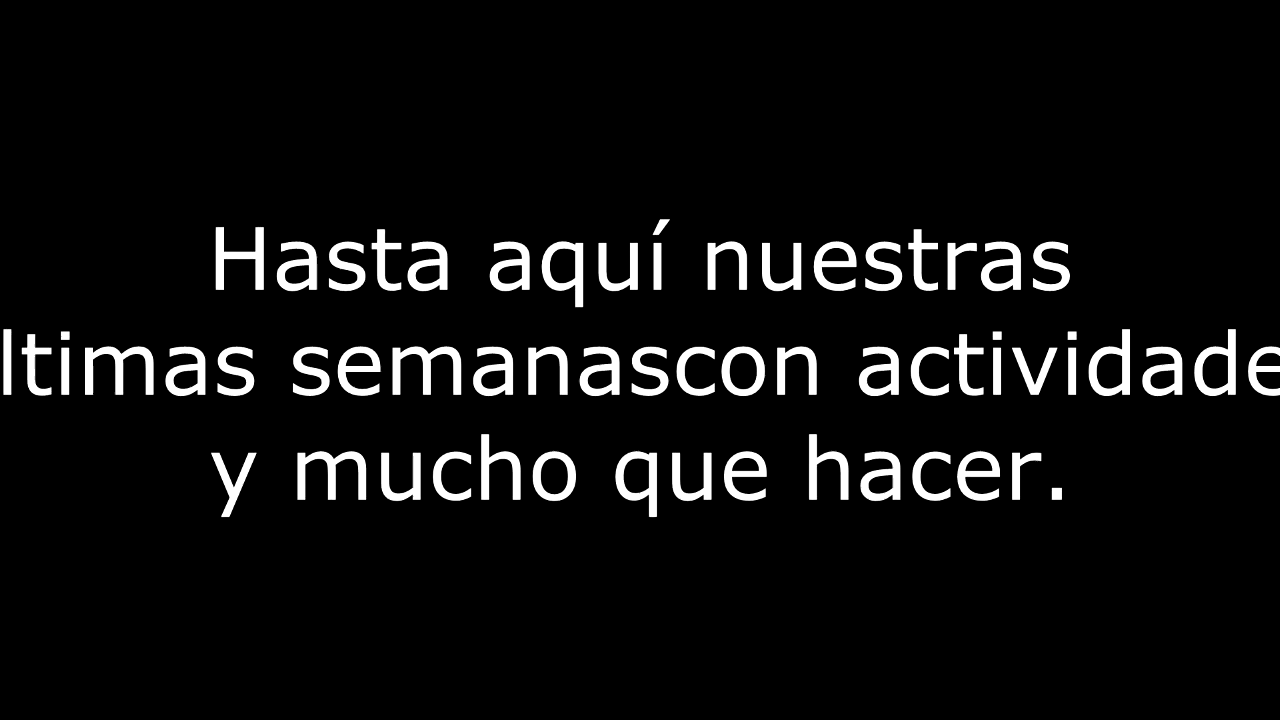 Hasta aquí nuestras
ltimas semanascon actividade
y mucho que hacer.